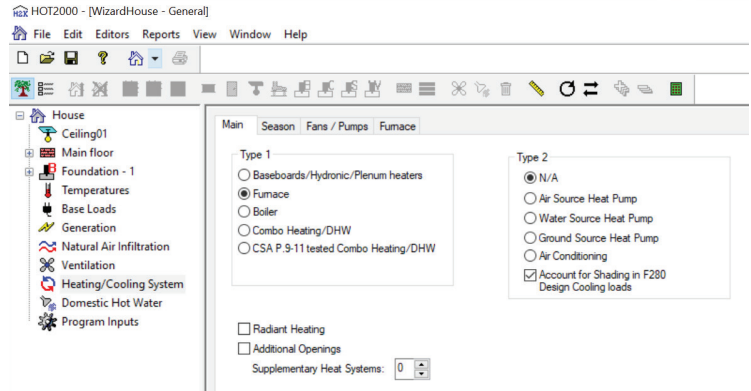 H2K HOT2000 - [WizardHouse - General]
File Edit Editors Reports View Window Help
House
Ceiling01
Main floor
Foundation - 1
Temperatures
Base Loads
Generation
Natural Air Infiltration
Ventilation
Heating/Cooling System
Domestic Hot Water
Program Inputs
Main Season Fans / Pumps Furnace
Type 1
Baseboards/Hydronic/Plenum heaters
Furnace
Boiler
Combo Heating/DHW
CSA P.9-11 tested Combo Heating/DHW
Type 2
N/A
Air Source Heat Pump
Water Source Heat Pump
Ground Source Heat Pump
Air Conditioning
Account for Shading in F280
Design Cooling loads
Radiant Heating
Additional Openings
Supplementary Heat Systems: 0